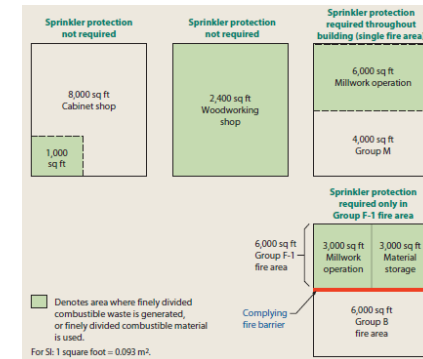 Sprinkler protection
not required
8,000 sq ft
Cabinet shop
1,000
sq ft
Sprinkler protection
not required
2,400 sq ft
Woodworking
shop
Sprinkler protection
required throughout
building (single fire area)
6,000 sq ft
Millwork operation
4,000 sq ft
Group M
Sprinkler protection
required only in
Group F-1 fire area
6,000 sq ft
Group F-1
fire area
3,000 sq ft
Millwork
operation
3,000 sq ft
Material
storage
Complying
fire barrier
6,000 sq ft
Group B
fire area
Denotes area where finely divided
combustible waste is generated,
or finely divided combustible material
is used.
For SI: 1 square foot = 0.093 m².